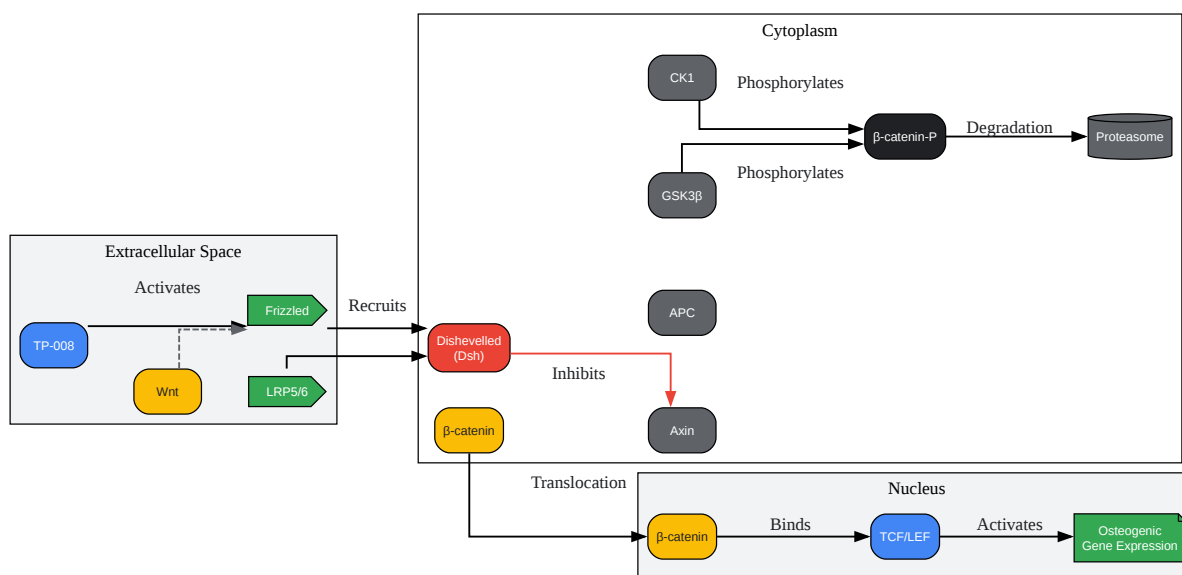 Cytoplasm
CK1
Phosphorylates
β-catenin-P
Degradation
Proteasome
Phosphorylates
GSK3β
Extracellular Space
Activates
Frizzled
Recruits
APC
TP-008
Dishevelled
(Dsh)
Inhibits
Wnt
LRP5/6
β-catenin
Axin
Translocation
Nucleus
β-catenin
Binds
TCF/LEF
Activates
Osteogenic
Gene Expression